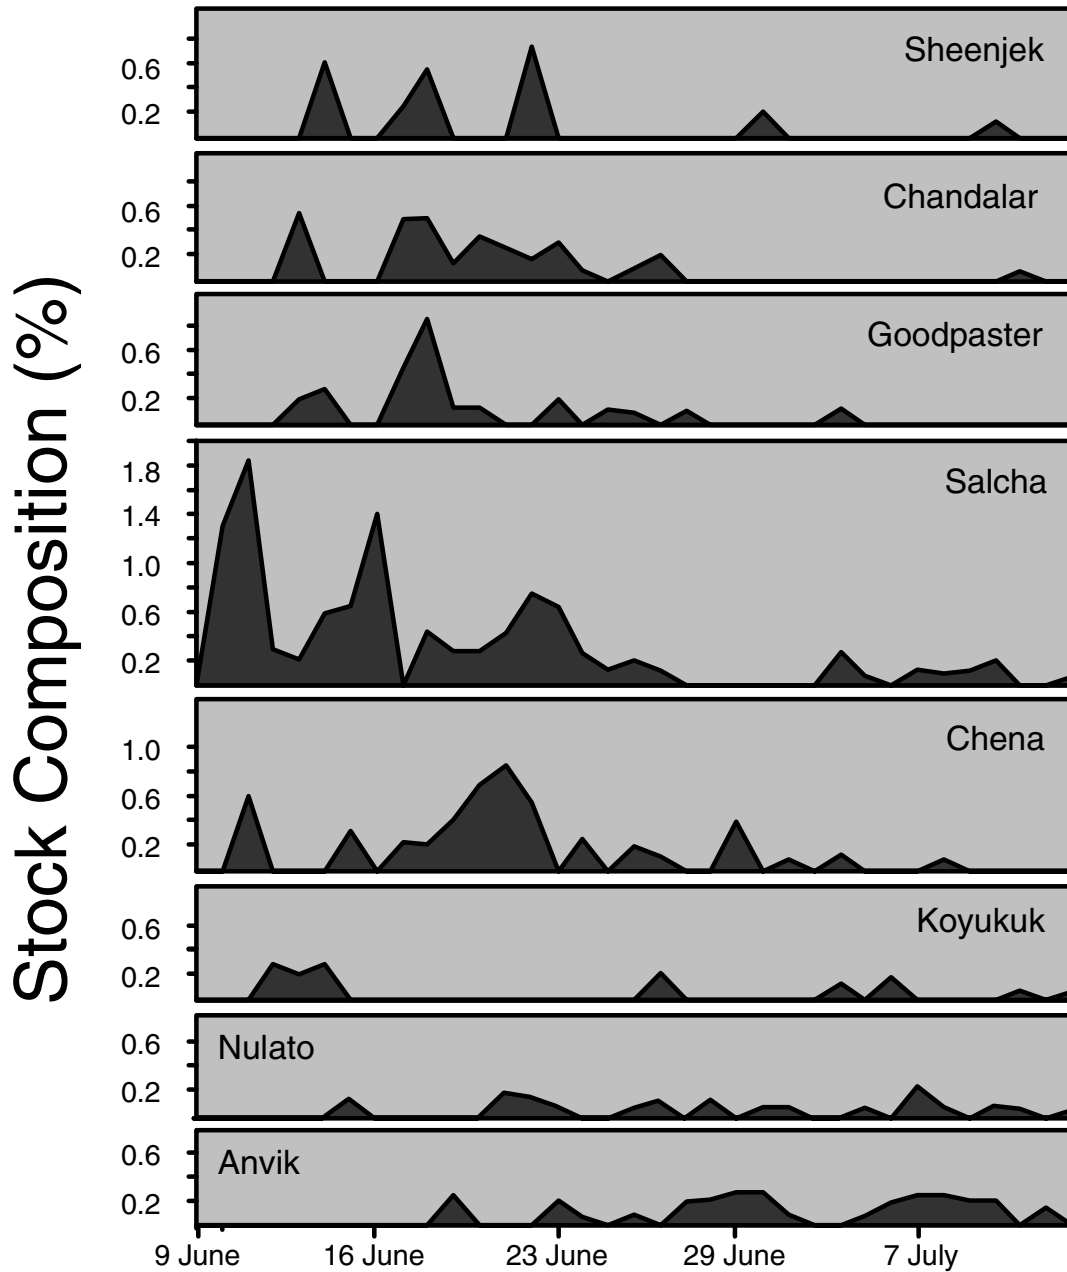 Stock Composition (%)
Sheenjek
0.6
0.2
Chandalar
0.6
0.2
Goodpaster
0.6
0.2
Salcha
1.8
1.4
1.0
0.6
0.2
Chena
1.0
0.6
0.2
Koyukuk
0.6
0.2
Nulato
0.6
0.2
Anvik
0.6
0.2
9 June 16 June 23 June 29 June 7 July